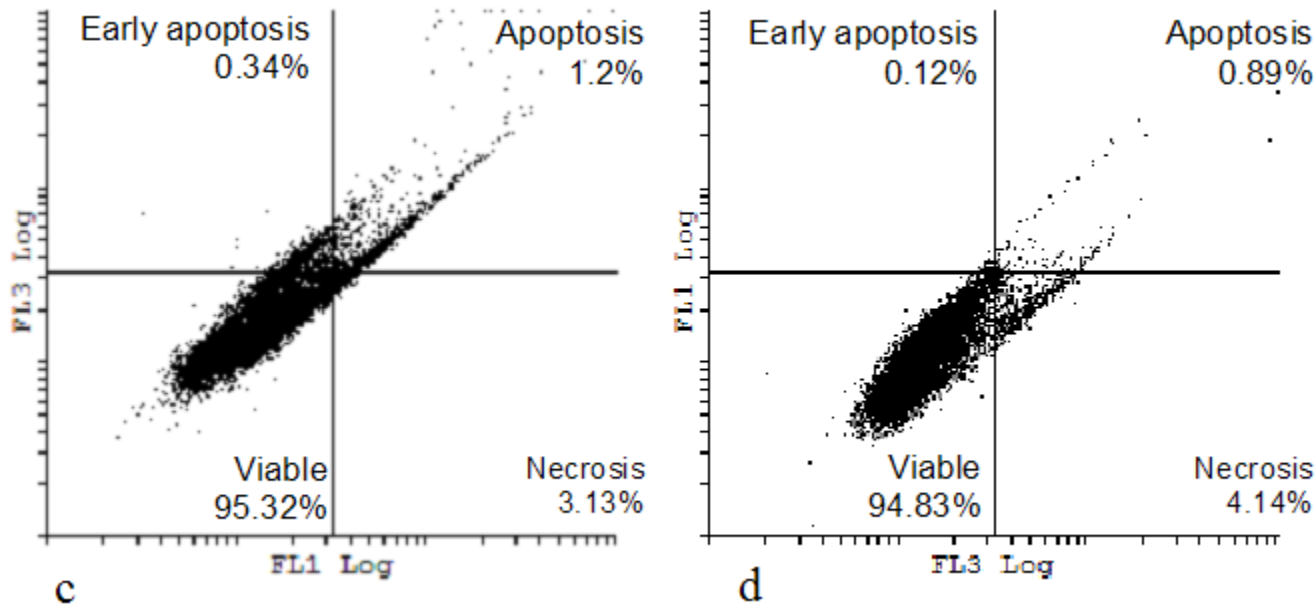 Early apoptosis
0.34%
Apoptosis
1.2%
FL3 Log
Viable
95.32%
Necrosis
3.13%
FL1 Log
c
Early apoptosis
0.12%
Apoptosis
0.89%
FL1 Log
Viable
94.83%
Necrosis
4.14%
FL3 Log
d